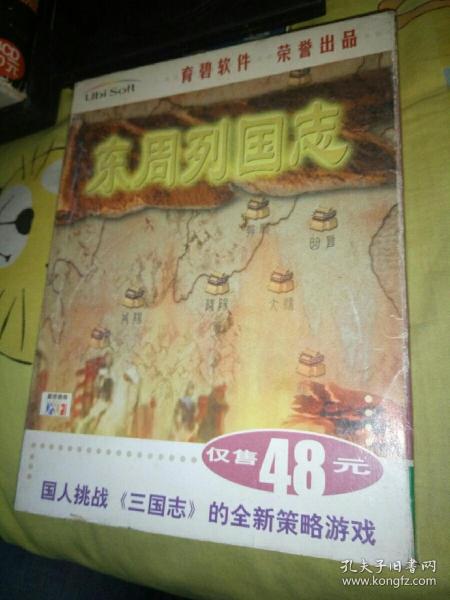 Ubi Soft
育碧软件 荣誉出品
东周列国志
大梁
仅售48元
国人挑战《三国志》的全新策略游戏
孔夫子旧书网
www.kongfz.com